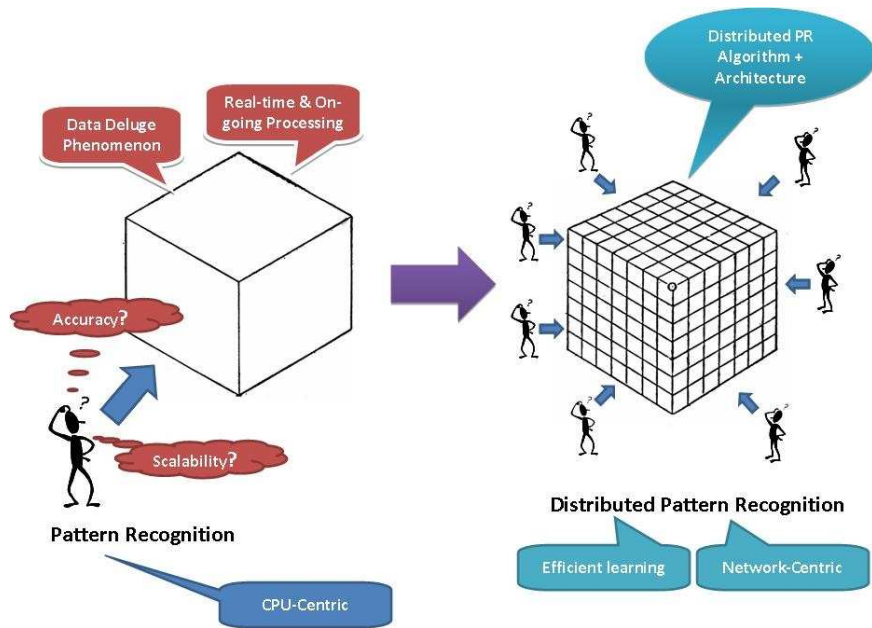 Data Deluge
Phenomenon
Real-time & On-
going Processing
Accuracy?
?
Scalability?
Pattern Recognition
CPU-Centric
Distributed PR
Algorithm +
Architecture
?
?
?
?
?
?
?
Distributed Pattern Recognition
Efficient learning
Network-Centric